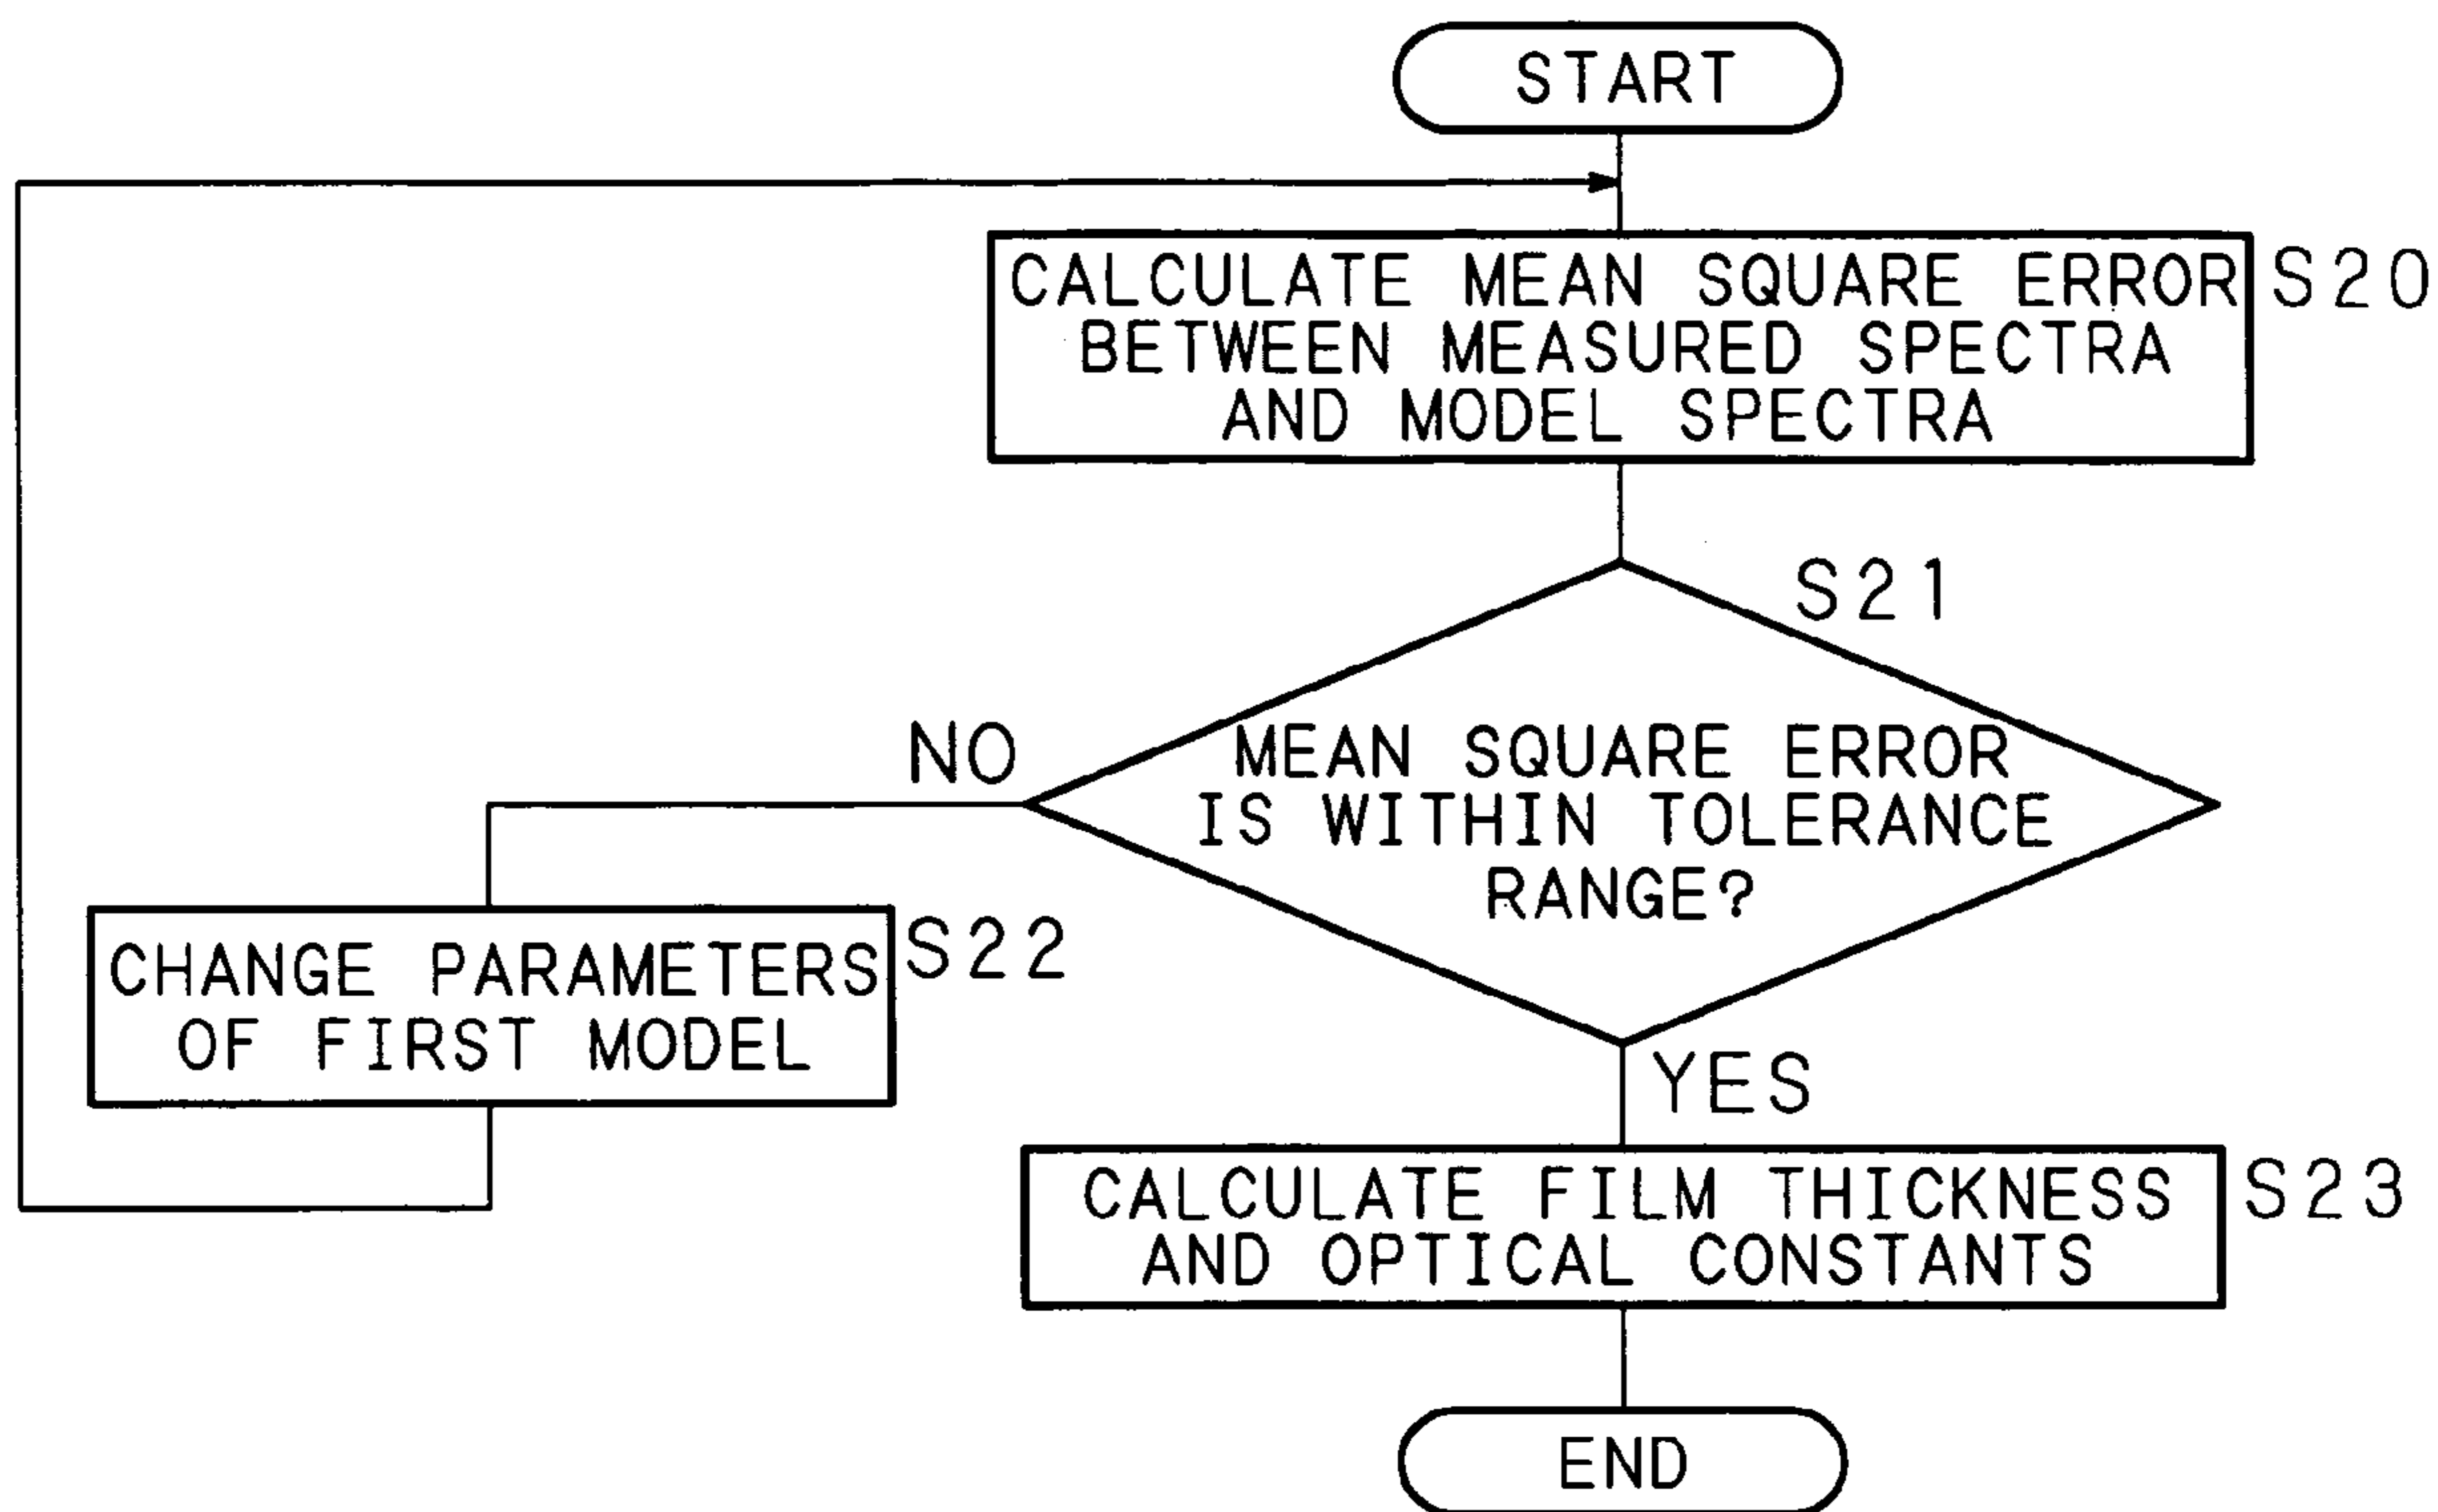 START
CALCULATE MEAN SQUARE ERROR
BETWEEN MEASURED SPECTRA
AND MODEL SPECTRA
S20
S21
MEAN SQUARE ERROR
IS WITHIN TOLERANCE
RANGE?
NO
CHANGE PARAMETERS
OF FIRST MODEL
S22
YES
CALCULATE FILM THICKNESS
AND OPTICAL CONSTANTS
S23
END